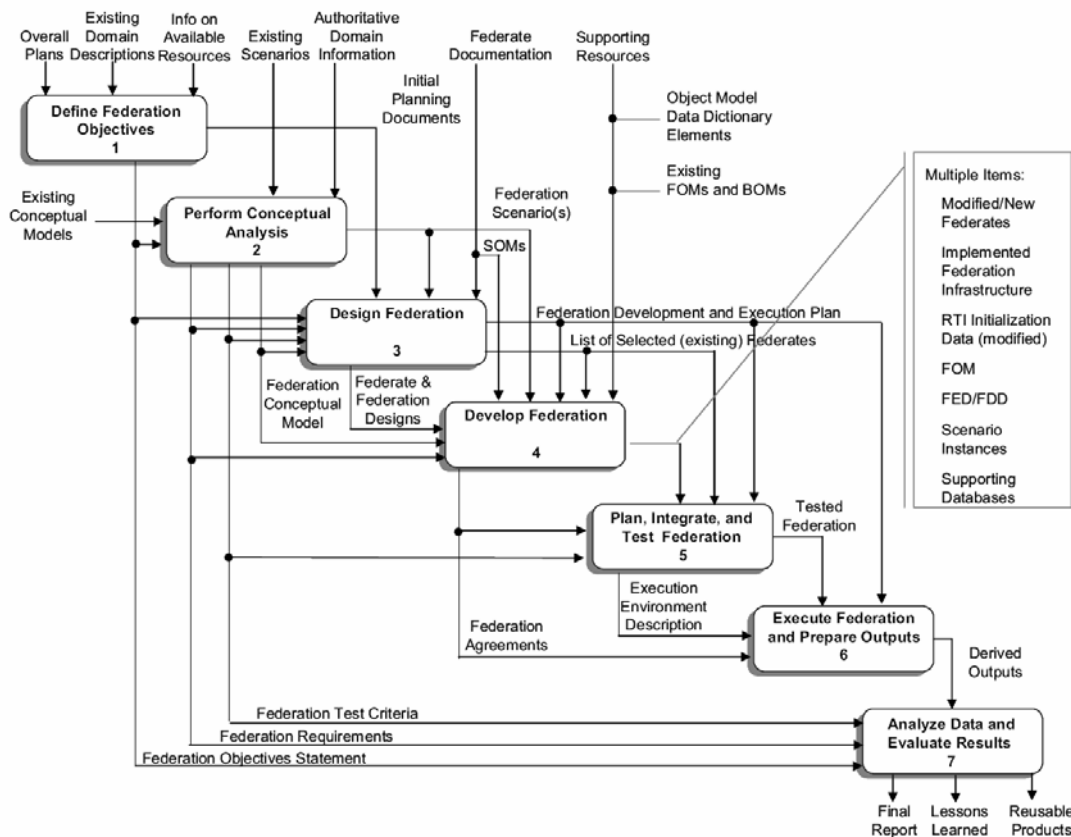 Overall
Plans
Existing
Domain
Descriptions
Info on
Available
Resources
Existing
Scenarios
Authoritative
Domain
Information
Federate
Documentation
Supporting
Resources
Initial
Planning
Documents
Object Model
Data Dictionary
Elements
Existing
FOMs and BOMs
Define Federation
Objectives
1
Existing
Conceptual
Models
Perform Conceptual
Analysis
2
Federation
Scenario(s)
SOMs
Multiple Items:
Modified/New
Federates
Implemented
Federation
Infrastructure
RTI Initialization
Data (modified)
FOM
FED/FDD
Scenario
Instances
Supporting
Databases
Design Federation
3
Federation Development and Execution Plan
List of Selected (existing) Federates
Federation
Conceptual
Model
Federate &
Federation
Designs
Develop Federation
4
Plan, Integrate, and
Test Federation
5
Tested
Federation
Execution
Environment
Description
Federation
Agreements
Execute Federation
and Prepare Outputs
6
Derived
Outputs
Federation Test Criteria
Federation Requirements
Federation Objectives Statement
Analyze Data and
Evaluate Results
7
Final
Report
Lessons
Learned
Reusable
Products